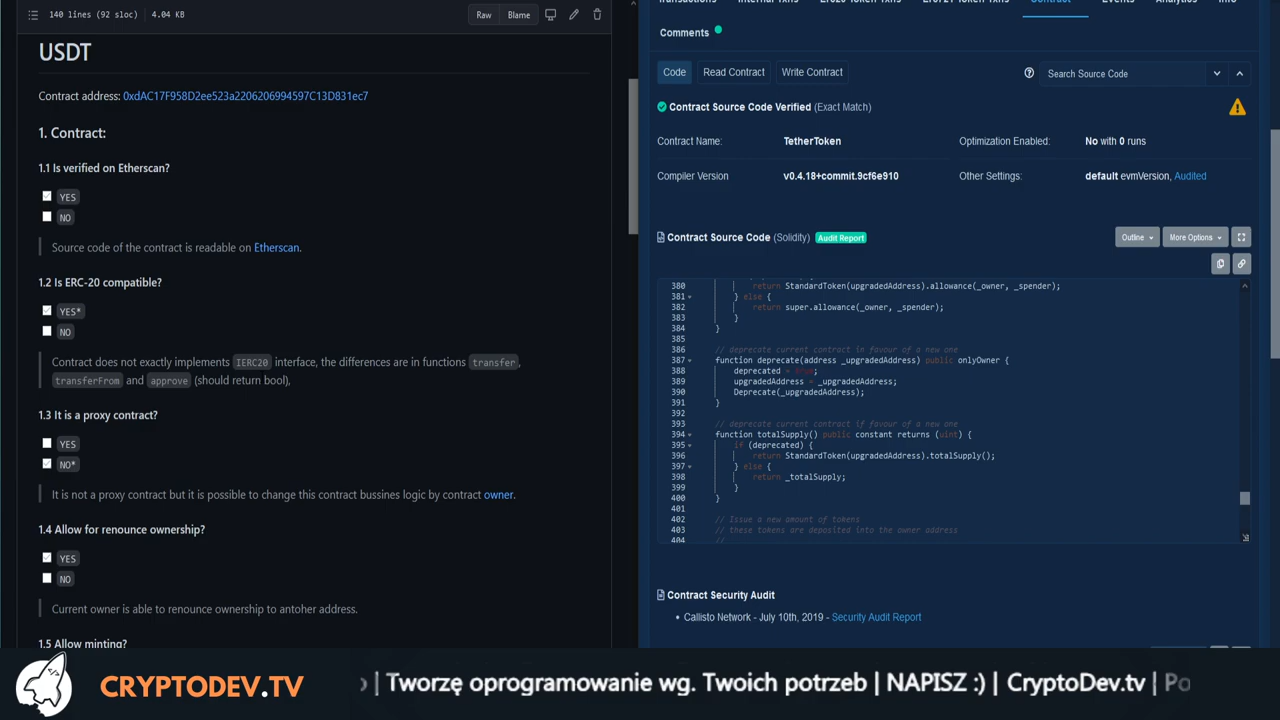 140 lines (92 sloc) | 4.04 KB
Raw
Blame
USDT
Contract address: 0xdAC17F958D2ee523a2206206994597C13D831ec7
1. Contract:
1.1 Is verified on Etherscan?
YES
NO
Source code of the contract is readable on Etherscan.
1.2 Is ERC-20 compatible?
YES*
NO
Contract does not exactly implements IERC20 interface, the differences are in functions transfer,
transferFrom and approve (should return bool),
1.3 It is a proxy contract?
YES
NO*
It is not a proxy contract but it is possible to change this contract bussines logic by contract owner.
1.4 Allow for renounce ownership?
YES
NO
Current owner is able to renounce ownership to antoher address.
1.5 Allow minting?
Comments
Code
Read Contract
Write Contract
Search Source Code
Contract Source Code Verified (Exact Match)
Contract Name: TetherToken
Optimization Enabled: No with 0 runs
Compiler Version v0.4.18+commit.9cf6e910
Other Settings: default evmVersion, Audited
Contract Source Code (Solidity) Audit Report
Outline
More Options
380 return StandardToken(upgradedAddress).allowance(_owner, _spender);
381 } else {
382 return super.allowance(_owner, _spender);
383 }
384 }
385
386 // deprecate current contract in favour of a new one
387 function deprecate(address _upgradedAddress) public onlyOwner {
388 deprecated = true;
389 upgradedAddress = _upgradedAddress;
390 Deprecate(_upgradedAddress);
391 }
392
393 // deprecate current contract if favour of a new one
394 function totalSupply() public constant returns (uint) {
395 if (deprecated) {
396 return StandardToken(upgradedAddress).totalSupply();
397 } else {
398 return _totalSupply;
399 }
400 }
401
402 // Issue a new amount of tokens
403 // these tokens are deposited into the owner address
404 //
Contract Security Audit
• Callisto Network - July 10th, 2019 - Security Audit Report
CRYPTODEV.TV
| Tworzę oprogramowanie wg. Twoich potrzeb | NAPISZ :) | CryptoDev.tv | Po